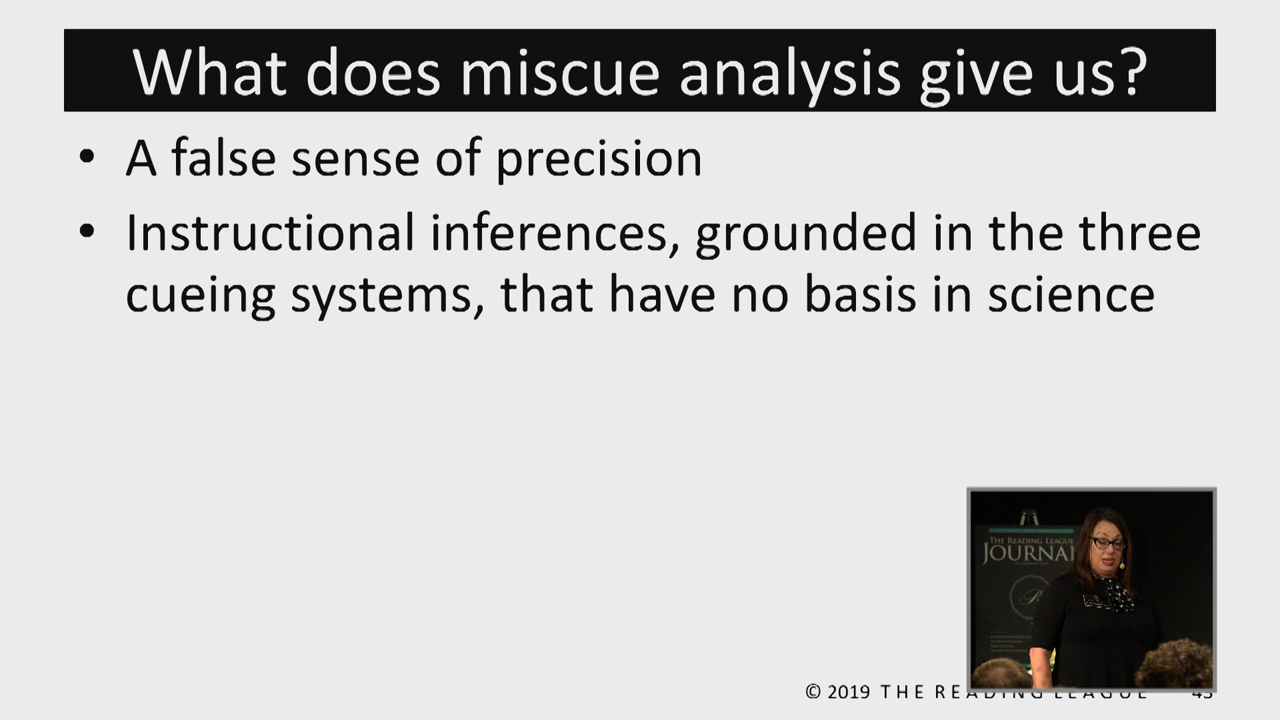 What does miscue analysis give us?
• A false sense of precision
• Instructional inferences, grounded in the three
cueing systems, that have no basis in science
THE READING LEAGUE
JOURNAL
© 2019 THE READING LEAGUE 43